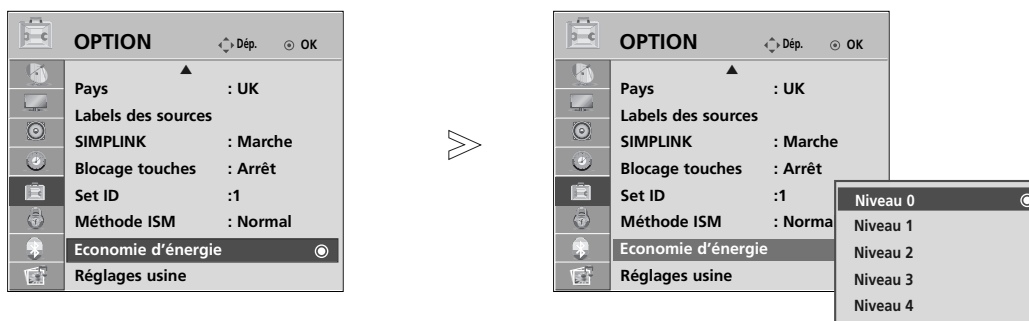 OPTION Dép. OK
Pays : UK
Labels des sources
SIMPLINK : Marche
Blocage touches : Arrêt
Set ID :1
Méthode ISM : Normal
Economie d'énergie
Réglages usine
OPTION Dép. OK
Pays : UK
Labels des sources
SIMPLINK : Marche
Blocage touches : Arrêt
Set ID :1
Méthode ISM : Norma
Economie d'énergie
Réglages usine
Niveau 0
Niveau 1
Niveau 2
Niveau 3
Niveau 4